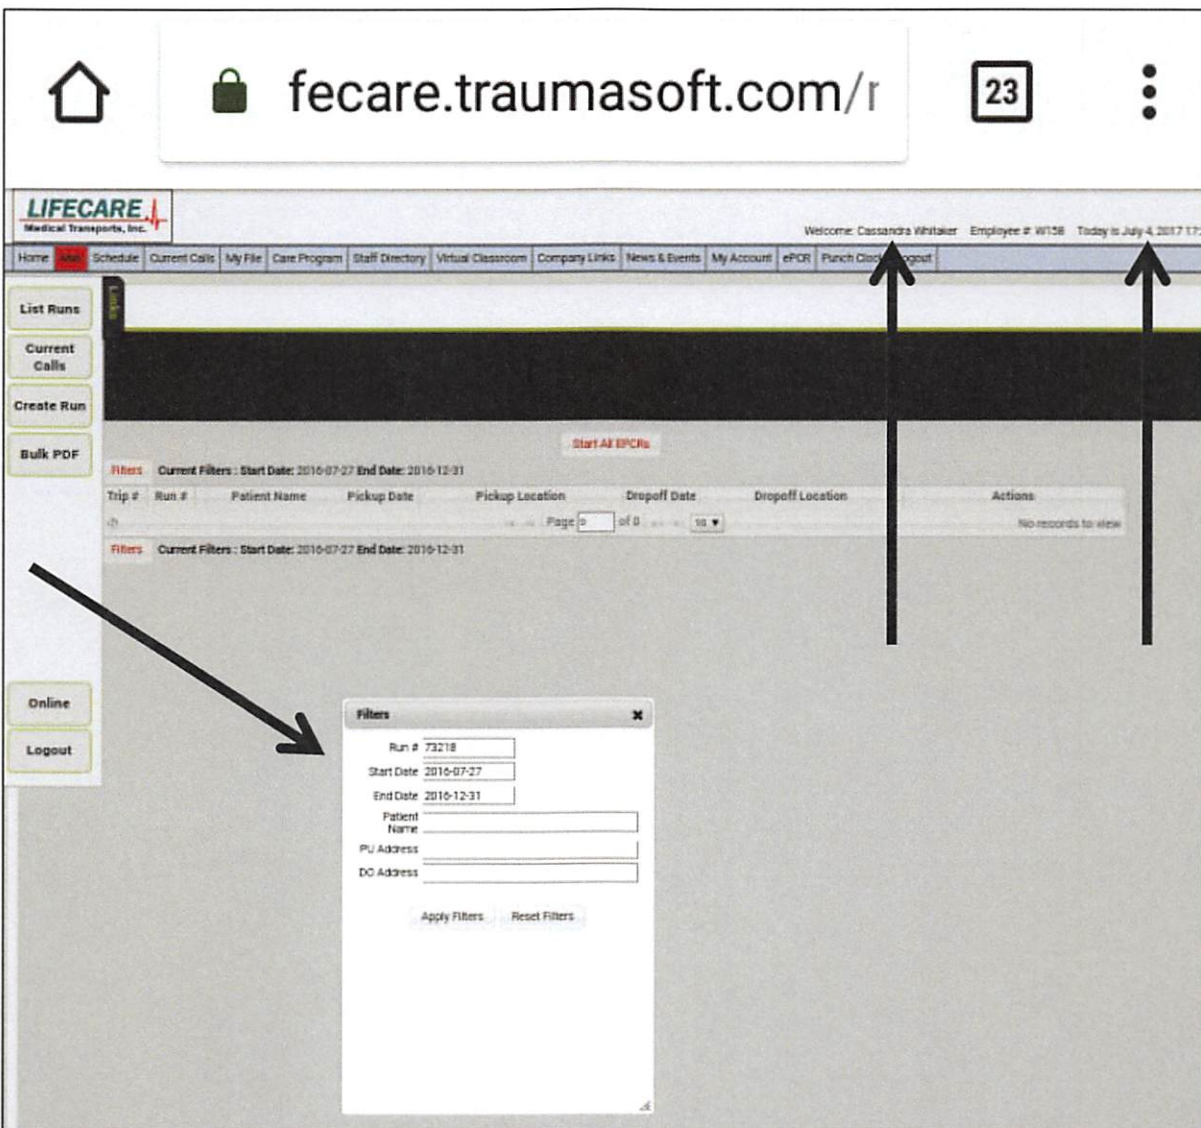 fecare.traumasoft.com/r
23
LIFECARE
Medical Transports, Inc.
Welcome: Cassandra Whitaker Employee #: W158 Today is July 4, 2017 17:
Home Schedule Current Calls My File Care Program Staff Directory Virtual Classroom Company Links News & Events My Account ePCR Punch Clock Logout
List Runs
Links
Current
Calls
Create Run
Bulk PDF
Start All EPCRs
Filters Current Filters : Start Date: 2016-07-27 End Date: 2016-12-31
Trip # Run # Patient Name Pickup Date Pickup Location Dropoff Date Dropoff Location Actions
Page 0 of 0 10 No records to view
Filters Current Filters : Start Date: 2016-07-27 End Date: 2016-12-31
Online
Logout
Filters
Run # 73218
Start Date 2016-07-27
End Date 2016-12-31
Patient
Name
PU Address
DO Address
Apply Filters Reset Filters